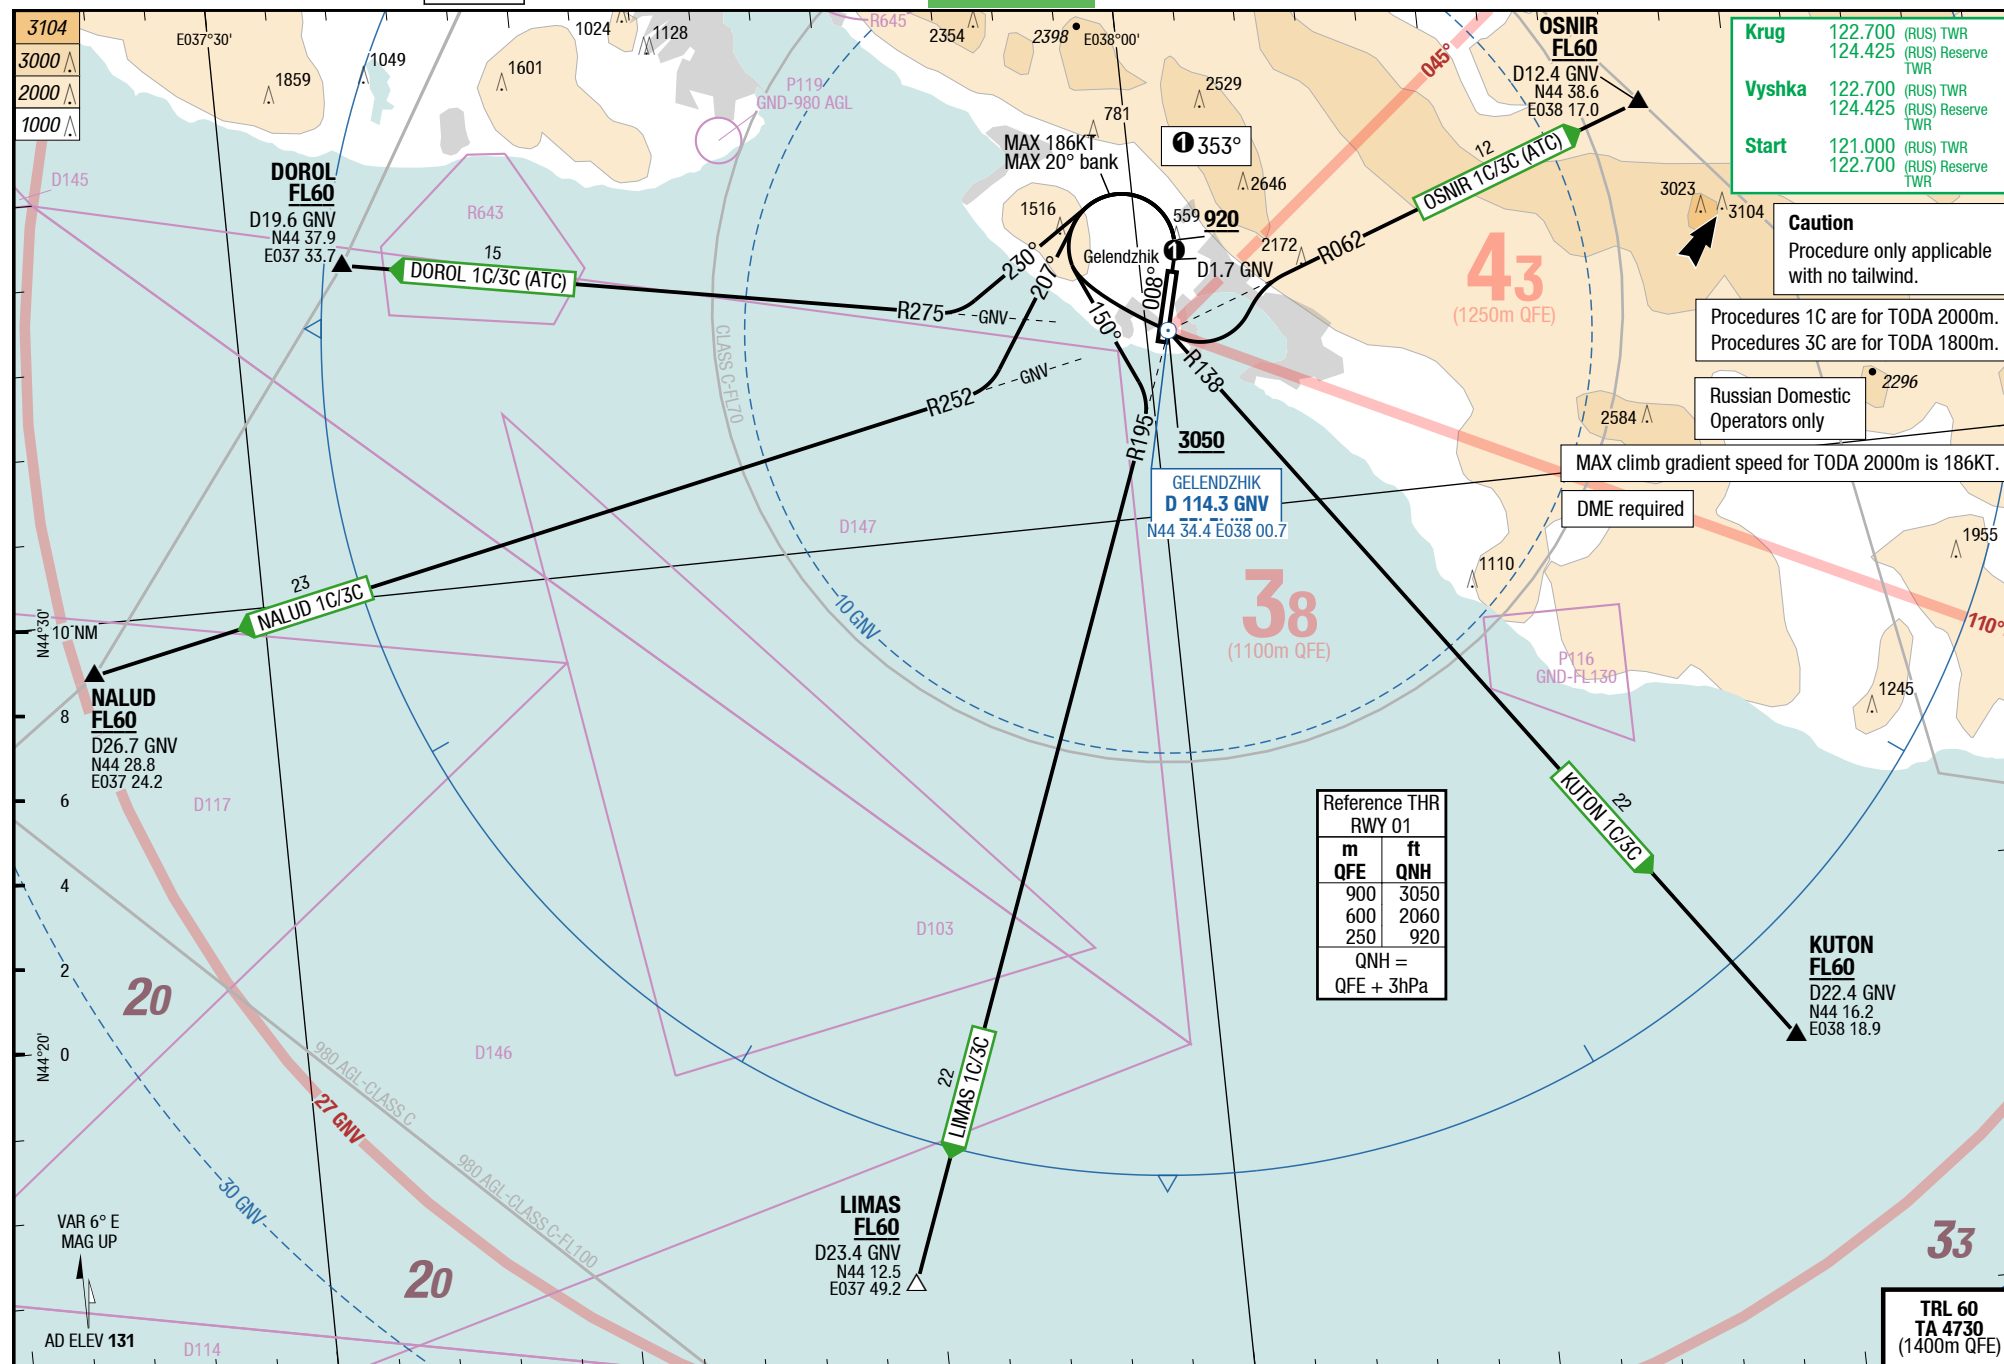 3104
3000
2000
1000
E037°30'
1859
1049
1601
1024
1128
R645
2354
2398
E038°00'
2529
781
P119
GND-980 AGL
MAX 186KT
MAX 20° bank
1 353°
2646
OSNIR
FL60
D12.4 GNV
N44 38.6
E038 17.0
12
OSNIR 1C/3C (ATC)
045°
Krug 122.700 (RUS) TWR
124.425 (RUS) Reserve
TWR
Vyshka 122.700 (RUS) TWR
124.425 (RUS) Reserve
TWR
Start 121.000 (RUS) TWR
122.700 (RUS) Reserve
TWR
3023
3104
Caution
Procedure only applicable
with no tailwind.
Procedures 1C are for TODA 2000m.
Procedures 3C are for TODA 1800m.
2296
Russian Domestic
Operators only
2584
MAX climb gradient speed for TODA 2000m is 186KT.
DME required
D145
DOROL
FL60
D19.6 GNV
N44 37.9
E037 33.7
R643
15
DOROL 1C/3C (ATC)
1516
559
920
Gelendzhik
1
D1.7 GNV
2172
R062
230°
207°
150°
008°
R275
GNV
43
(1250m QFE)
CLASS C-FL70
R252
GNV
R195
R138
3050
GELENDZHIK
D 114.3 GNV
N44 34.4 E038 00.7
D147
1955
1110
110°
38
(1100m QFE)
23
NALUD 1C/3C
10 GNV
N44°30'
10 NM
P116
GND-FL130
1245
NALUD
FL60
D26.7 GNV
N44 28.8
E037 24.2
8
6
4
2
0
D117
22
KUTON 1C/3C
Reference THR
RWY 01
m ft
QFE QNH
900 3050
600 2060
250 920
QNH =
QFE + 3hPa
D103
KUTON
FL60
D22.4 GNV
N44 16.2
E038 18.9
20
N44°20'
D146
980 AGL-CLASS C
27 GNV
22
LIMAS 1C/3C
980 AGL-CLASS C-FL100
30 GNV
LIMAS
FL60
D23.4 GNV
N44 12.5
E037 49.2
VAR 6° E
MAG UP
AD ELEV 131
20
D114
33
TRL 60
TA 4730
(1400m QFE)